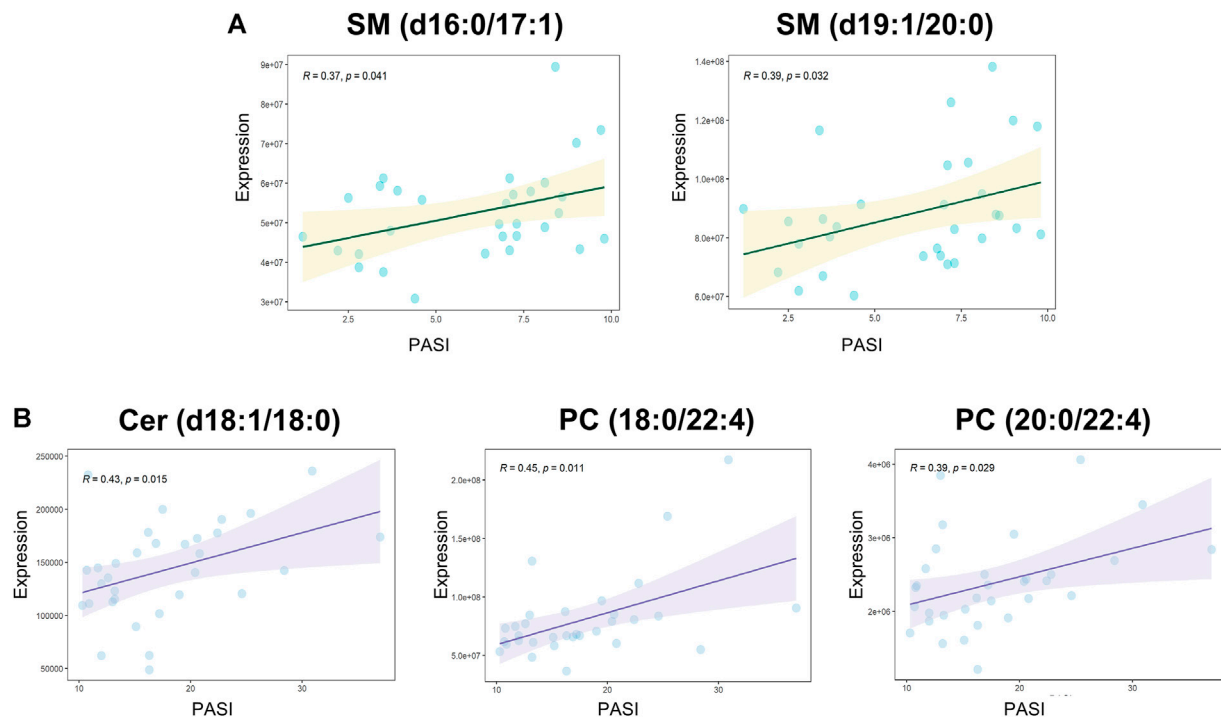 A
SM (d16:0/17:1)
SM (d19:1/20:0)
R = 0.37, p = 0.041
9e+07
8e+07
7e+07
6e+07
5e+07
4e+07
3e+07
Expression
2.5
5.0
7.5
10.0
PASI
R = 0.39, p = 0.032
1.4e+08
1.2e+08
1.0e+08
8.0e+07
6.0e+07
Expression
2.5
5.0
7.5
10.0
PASI
B
Cer (d18:1/18:0)
PC (18:0/22:4)
PC (20:0/22:4)
R = 0.43, p = 0.015
250000
200000
150000
100000
50000
Expression
10
20
30
PASI
R = 0.45, p = 0.011
2.0e+08
1.5e+08
1.0e+08
5.0e+07
Expression
10
20
30
PASI
R = 0.39, p = 0.029
4e+06
3e+06
2e+06
Expression
10
20
30
PASI